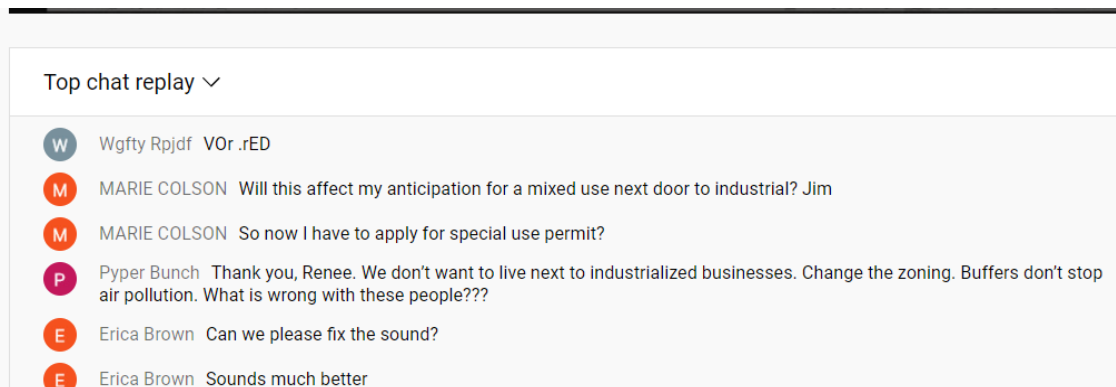 Top chat replay
W Wgfty Rpjdf VOr .rED
M MARIE COLSON Will this affect my anticipation for a mixed use next door to industrial? Jim
M MARIE COLSON So now I have to apply for special use permit?
P Pyper Bunch Thank you, Renee. We don’t want to live next to industrialized businesses. Change the zoning. Buffers don’t stop
air pollution. What is wrong with these people???
E Erica Brown Can we please fix the sound?
E Erica Brown Sounds much better